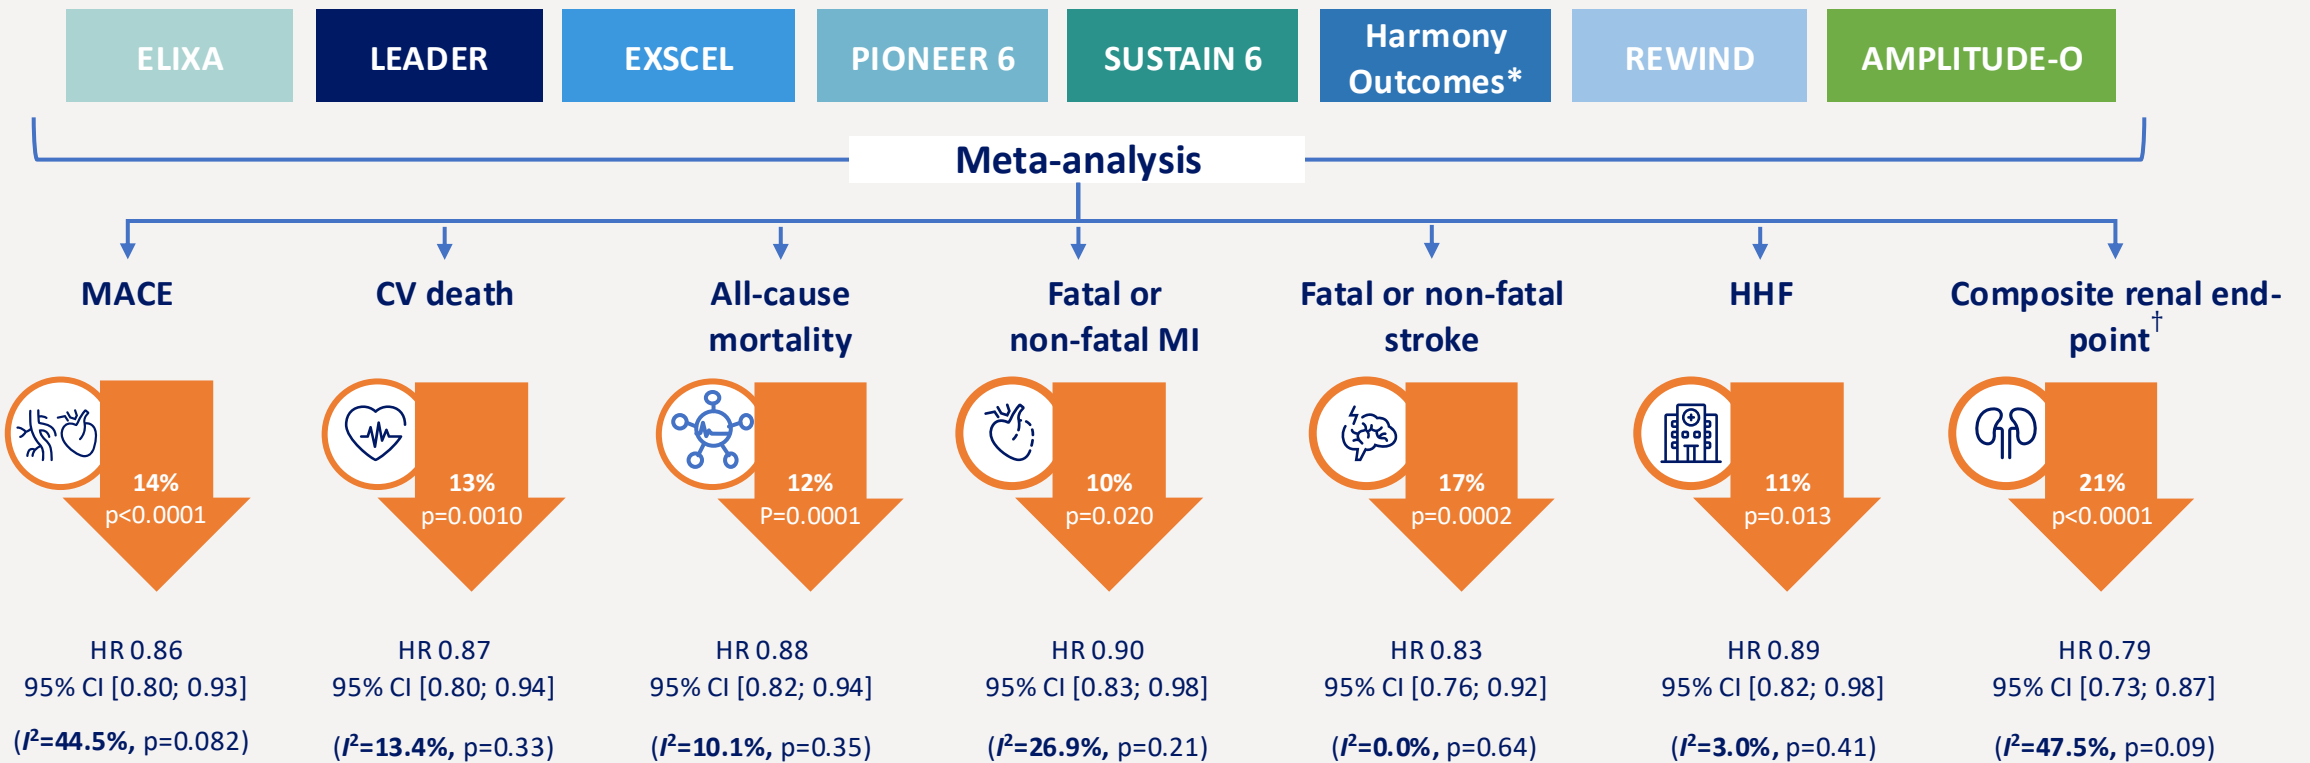 ELIXA
LEADER
EXSCEL
PIONEER 6
SUSTAIN 6
Harmony
Outcomes*
REWIND
AMPLITUDE-O
Meta-analysis
MACE
CV death
All-cause
mortality
Fatal or
non-fatal MI
Fatal or non-fatal
stroke
HHF
Composite renal end-
point†
14%
p<0.0001
13%
p=0.0010
12%
P=0.0001
10%
p=0.020
17%
p=0.0002
11%
p=0.013
21%
p<0.0001
HR 0.86
95% CI [0.80; 0.93]
(I²=44.5%, p=0.082)
HR 0.87
95% CI [0.80; 0.94]
(I²=13.4%, p=0.33)
HR 0.88
95% CI [0.82; 0.94]
(I²=10.1%, p=0.35)
HR 0.90
95% CI [0.83; 0.98]
(I²=26.9%, p=0.21)
HR 0.83
95% CI [0.76; 0.92]
(I²=0.0%, p=0.64)
HR 0.89
95% CI [0.82; 0.98]
(I²=3.0%, p=0.41)
HR 0.79
95% CI [0.73; 0.87]
(I²=47.5%, p=0.09)